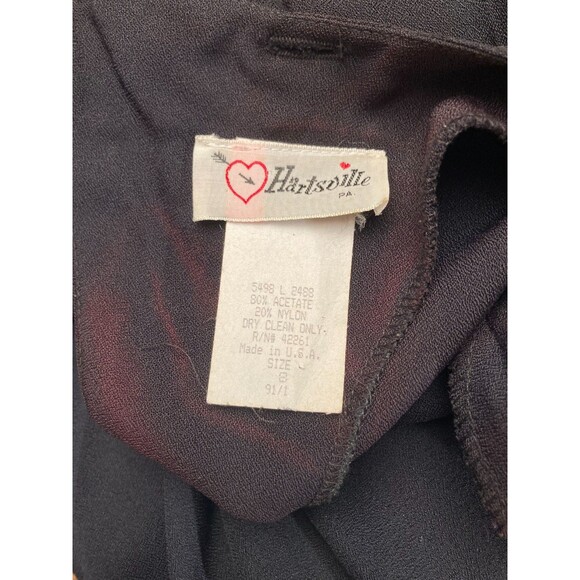 Hartsville
PA
5498 L 2488
80% ACETATE
20% NYLON
DRY CLEAN ONLY-
R/N# 42261
Made in U.S.A.
SIZE
8
91/1